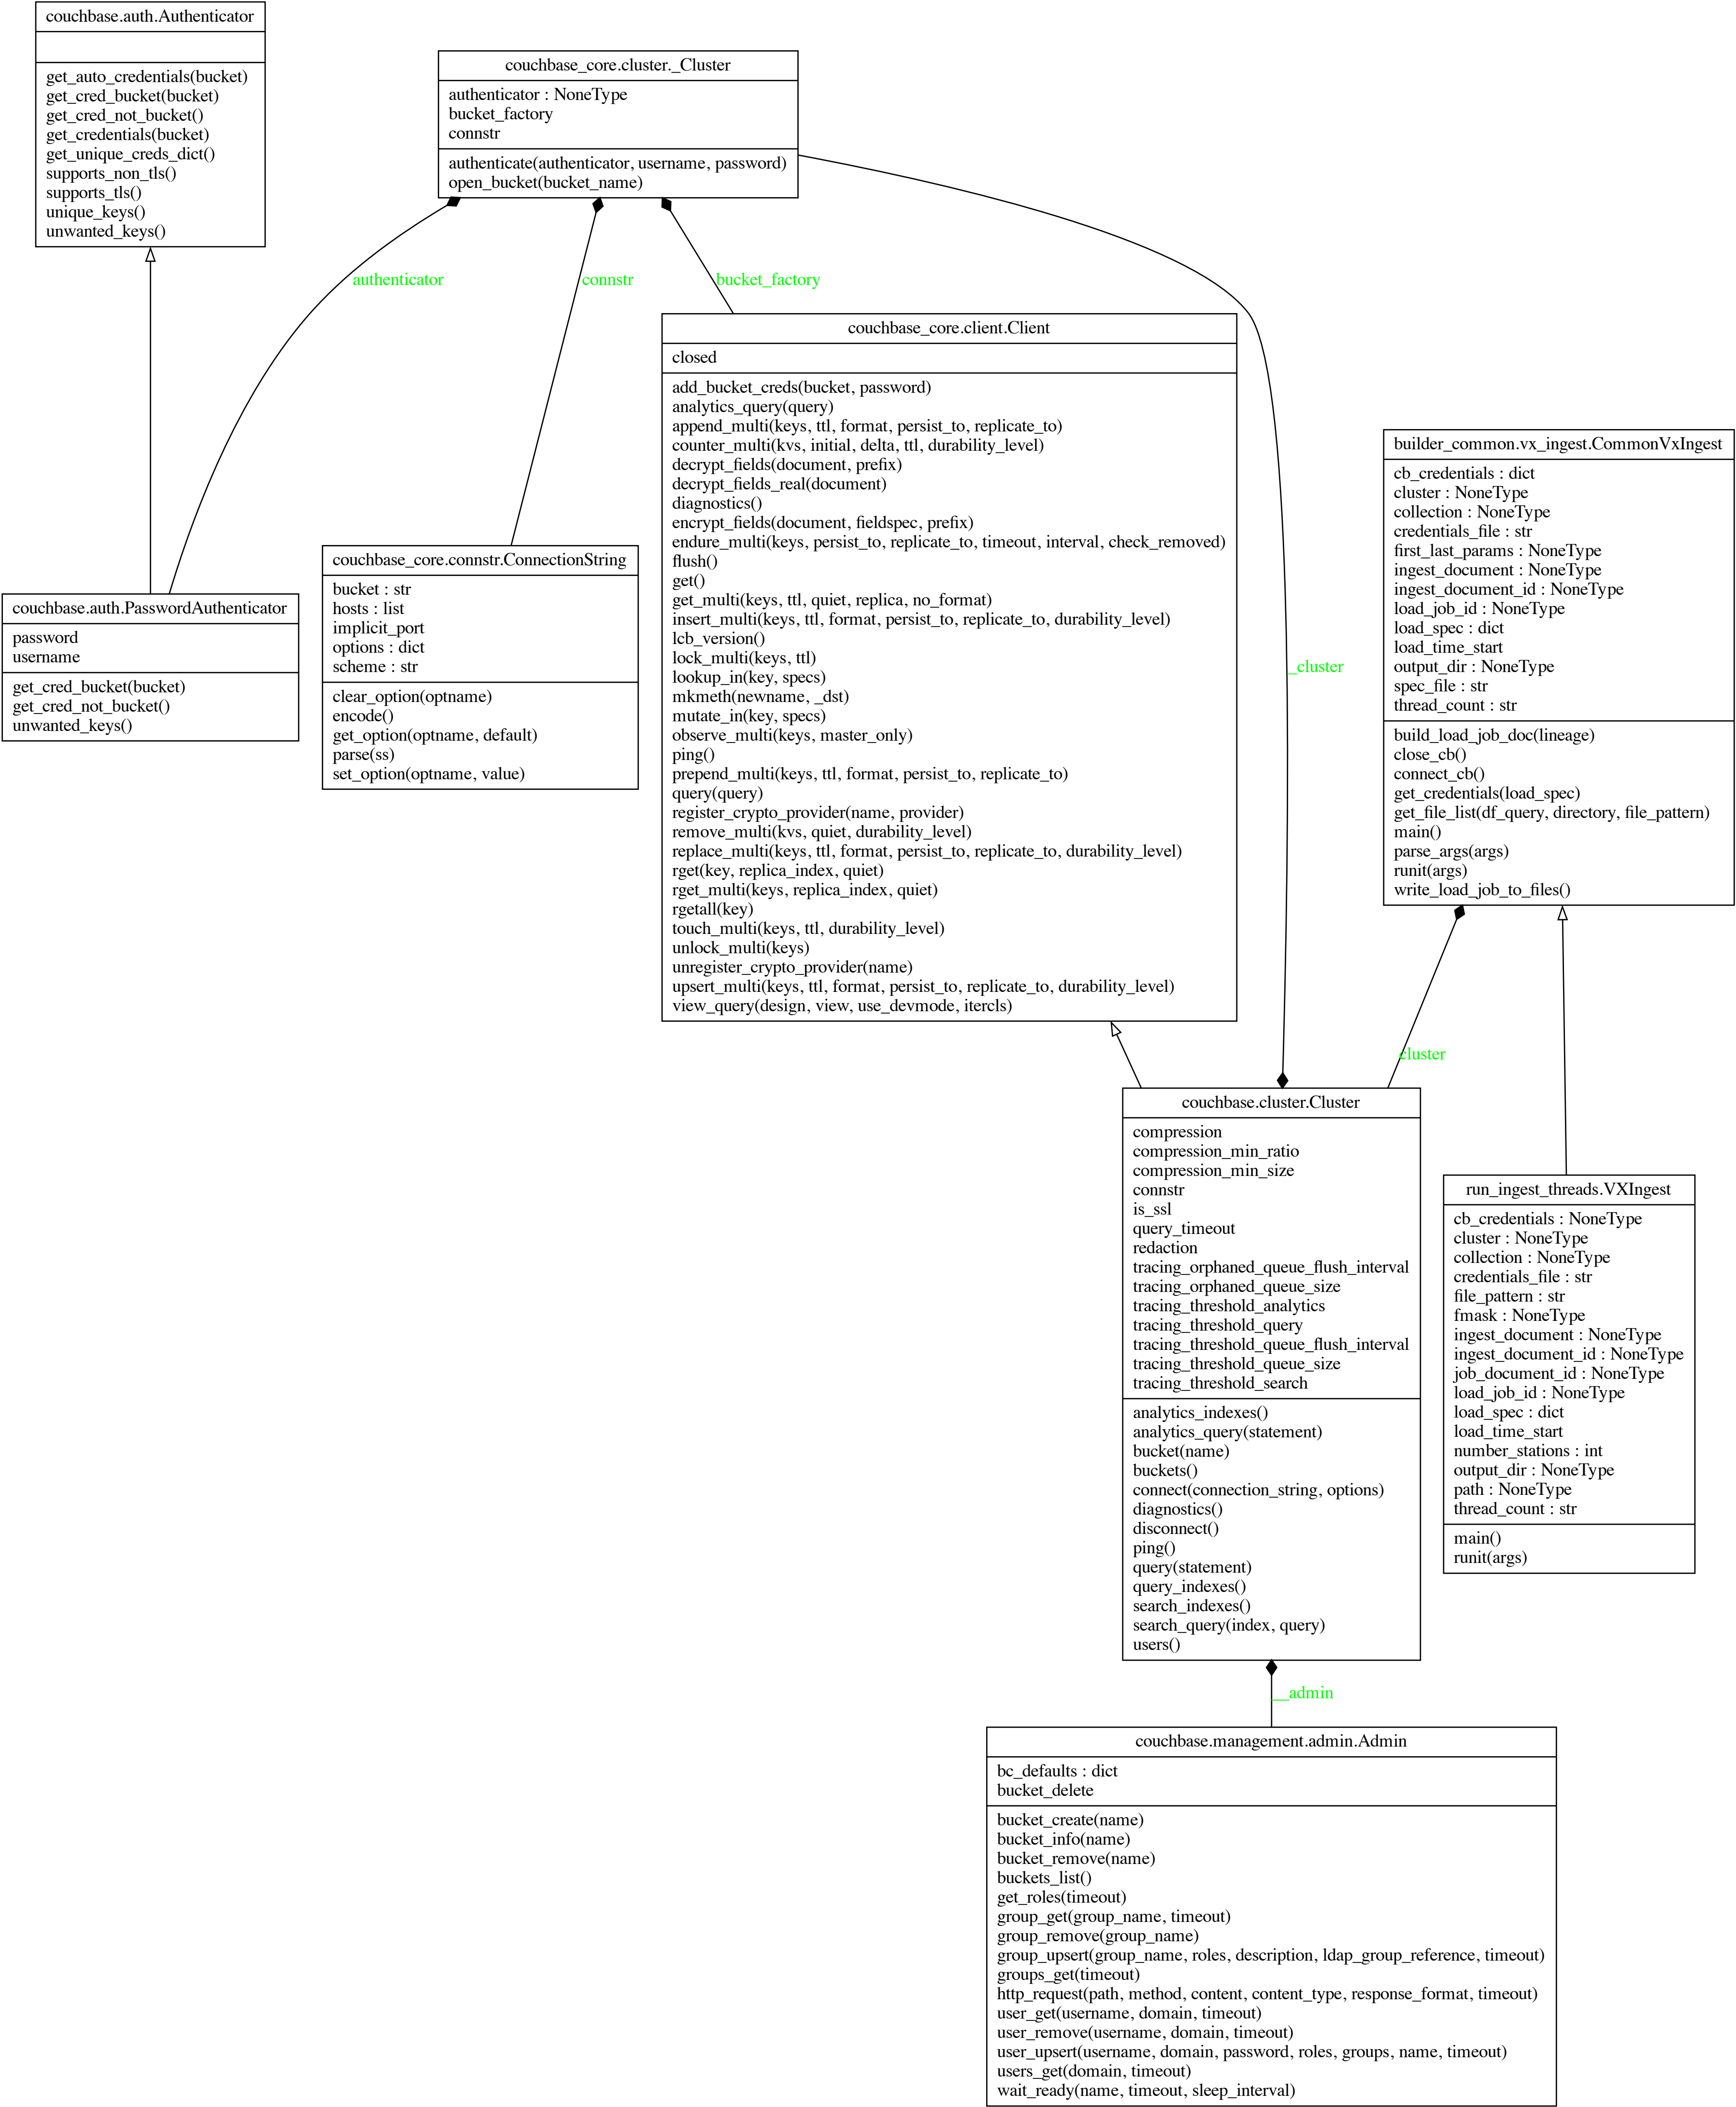 couchbase.auth.Authenticator
get_auto_credentials(bucket)
get_cred_bucket(bucket)
get_cred_not_bucket()
get_credentials(bucket)
get_unique_creds_dict()
supports_non_tls()
supports_tls()
unique_keys()
unwanted_keys()
couchbase_core.cluster._Cluster
authenticator : NoneType
bucket_factory
connstr
authenticate(authenticator, username, password)
open_bucket(bucket_name)
authenticator
connstr
bucket_factory
couchbase_core.client.Client
closed
add_bucket_creds(bucket, password)
analytics_query(query)
append_multi(keys, ttl, format, persist_to, replicate_to)
counter_multi(kvs, initial, delta, ttl, durability_level)
decrypt_fields(document, prefix)
decrypt_fields_real(document)
diagnostics()
encrypt_fields(document, fieldspec, prefix)
endure_multi(keys, persist_to, replicate_to, timeout, interval, check_removed)
flush()
get()
get_multi(keys, ttl, quiet, replica, no_format)
insert_multi(keys, ttl, format, persist_to, replicate_to, durability_level)
lcb_version()
lock_multi(keys, ttl)
lookup_in(key, specs)
mkmeth(newname, _dst)
mutate_in(key, specs)
observe_multi(keys, master_only)
ping()
prepend_multi(keys, ttl, format, persist_to, replicate_to)
query(query)
register_crypto_provider(name, provider)
remove_multi(kvs, quiet, durability_level)
replace_multi(keys, ttl, format, persist_to, replicate_to, durability_level)
rget(key, replica_index, quiet)
rget_multi(keys, replica_index, quiet)
rgetall(key)
touch_multi(keys, ttl, durability_level)
unlock_multi(keys)
unregister_crypto_provider(name)
upsert_multi(keys, ttl, format, persist_to, replicate_to, durability_level)
view_query(design, view, use_devmode, itercls)
_cluster
builder_common.vx_ingest.CommonVxIngest
cb_credentials : dict
cluster : NoneType
collection : NoneType
credentials_file : str
first_last_params : NoneType
ingest_document : NoneType
ingest_document_id : NoneType
load_job_id : NoneType
load_spec : dict
load_time_start
output_dir : NoneType
spec_file : str
thread_count : str
build_load_job_doc(lineage)
close_cb()
connect_cb()
get_credentials(load_spec)
get_file_list(df_query, directory, file_pattern)
main()
parse_args(args)
runit(args)
write_load_job_to_files()
couchbase_core.connstr.ConnectionString
bucket : str
hosts : list
implicit_port
options : dict
scheme : str
clear_option(optname)
encode()
get_option(optname, default)
parse(ss)
set_option(optname, value)
couchbase.auth.PasswordAuthenticator
password
username
get_cred_bucket(bucket)
get_cred_not_bucket()
unwanted_keys()
cluster
couchbase.cluster.Cluster
compression
compression_min_ratio
compression_min_size
connstr
is_ssl
query_timeout
redaction
tracing_orphaned_queue_flush_interval
tracing_orphaned_queue_size
tracing_threshold_analytics
tracing_threshold_query
tracing_threshold_queue_flush_interval
tracing_threshold_queue_size
tracing_threshold_search
analytics_indexes()
analytics_query(statement)
bucket(name)
buckets()
connect(connection_string, options)
diagnostics()
disconnect()
ping()
query(statement)
query_indexes()
search_indexes()
search_query(index, query)
users()
run_ingest_threads.VXIngest
cb_credentials : NoneType
cluster : NoneType
collection : NoneType
credentials_file : str
file_pattern : str
fmask : NoneType
ingest_document : NoneType
ingest_document_id : NoneType
job_document_id : NoneType
load_job_id : NoneType
load_spec : dict
load_time_start
number_stations : int
output_dir : NoneType
path : NoneType
thread_count : str
main()
runit(args)
__admin
couchbase.management.admin.Admin
bc_defaults : dict
bucket_delete
bucket_create(name)
bucket_info(name)
bucket_remove(name)
buckets_list()
get_roles(timeout)
group_get(group_name, timeout)
group_remove(group_name)
group_upsert(group_name, roles, description, ldap_group_reference, timeout)
groups_get(timeout)
http_request(path, method, content, content_type, response_format, timeout)
user_get(username, domain, timeout)
user_remove(username, domain, timeout)
user_upsert(username, domain, password, roles, groups, name, timeout)
users_get(domain, timeout)
wait_ready(name, timeout, sleep_interval)